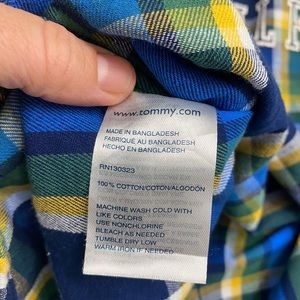 www.tommy.com
MADE IN BANGLADESH
FABRIQUÉ AU BANGLADESH
HECHO EN BANGLADESH
RN130323
100% COTTON/COTON/ALGODÓN
MACHINE WASH COLD WITH
LIKE COLORS
USE NONCHLORINE
BLEACH AS NEEDED
TUMBLE DRY LOW
WARM IRON IF NEEDED